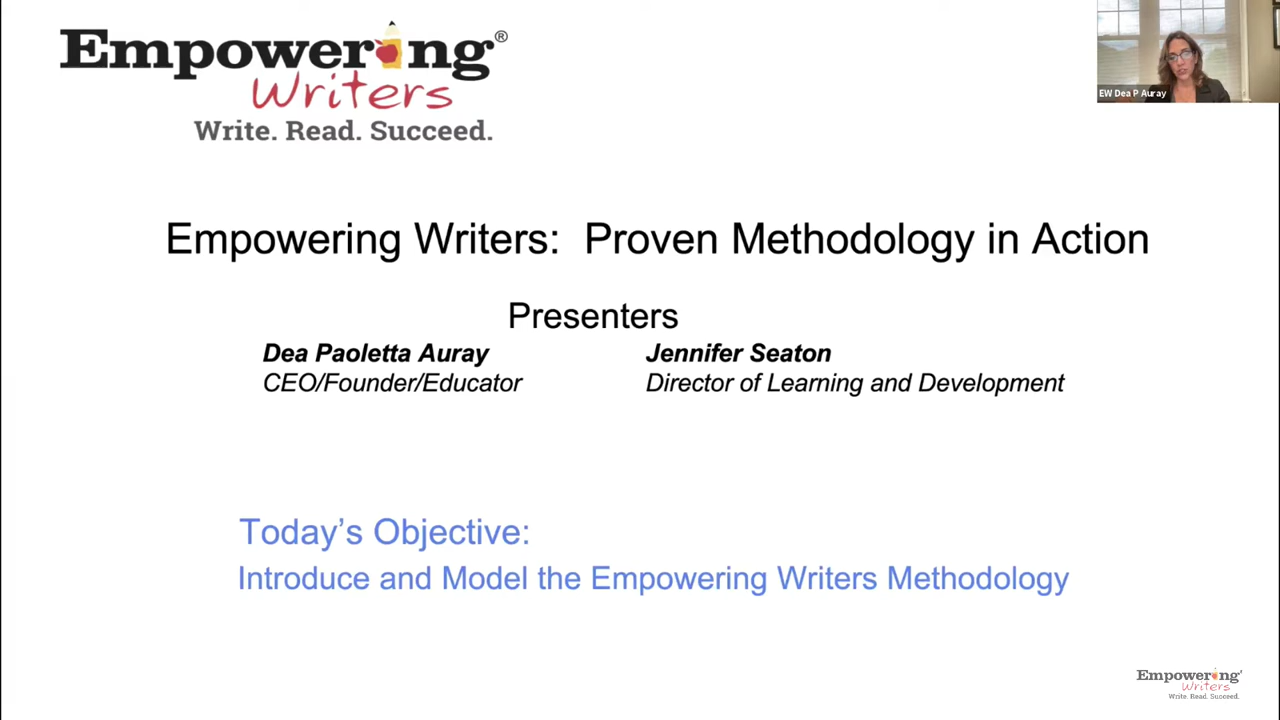 Empowering®
Writers
Write. Read. Succeed.
EW Dea P Auray
Empowering Writers: Proven Methodology in Action
Presenters
Dea Paoletta Auray
CEO/Founder/Educator
Jennifer Seaton
Director of Learning and Development
Today's Objective:
Introduce and Model the Empowering Writers Methodology
Empowering
Writers
Write. Read. Succeed.